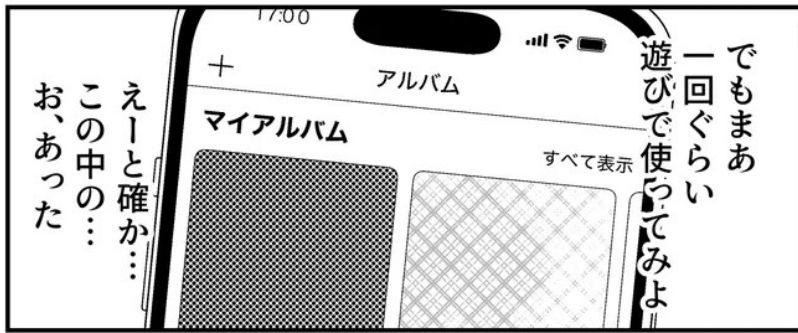 でもまあ
一回ぐらい
遊びで使ってみよ
17:00
アルバム
マイアルバム
すべて表示
えーと確か…
この中の…
お、あった